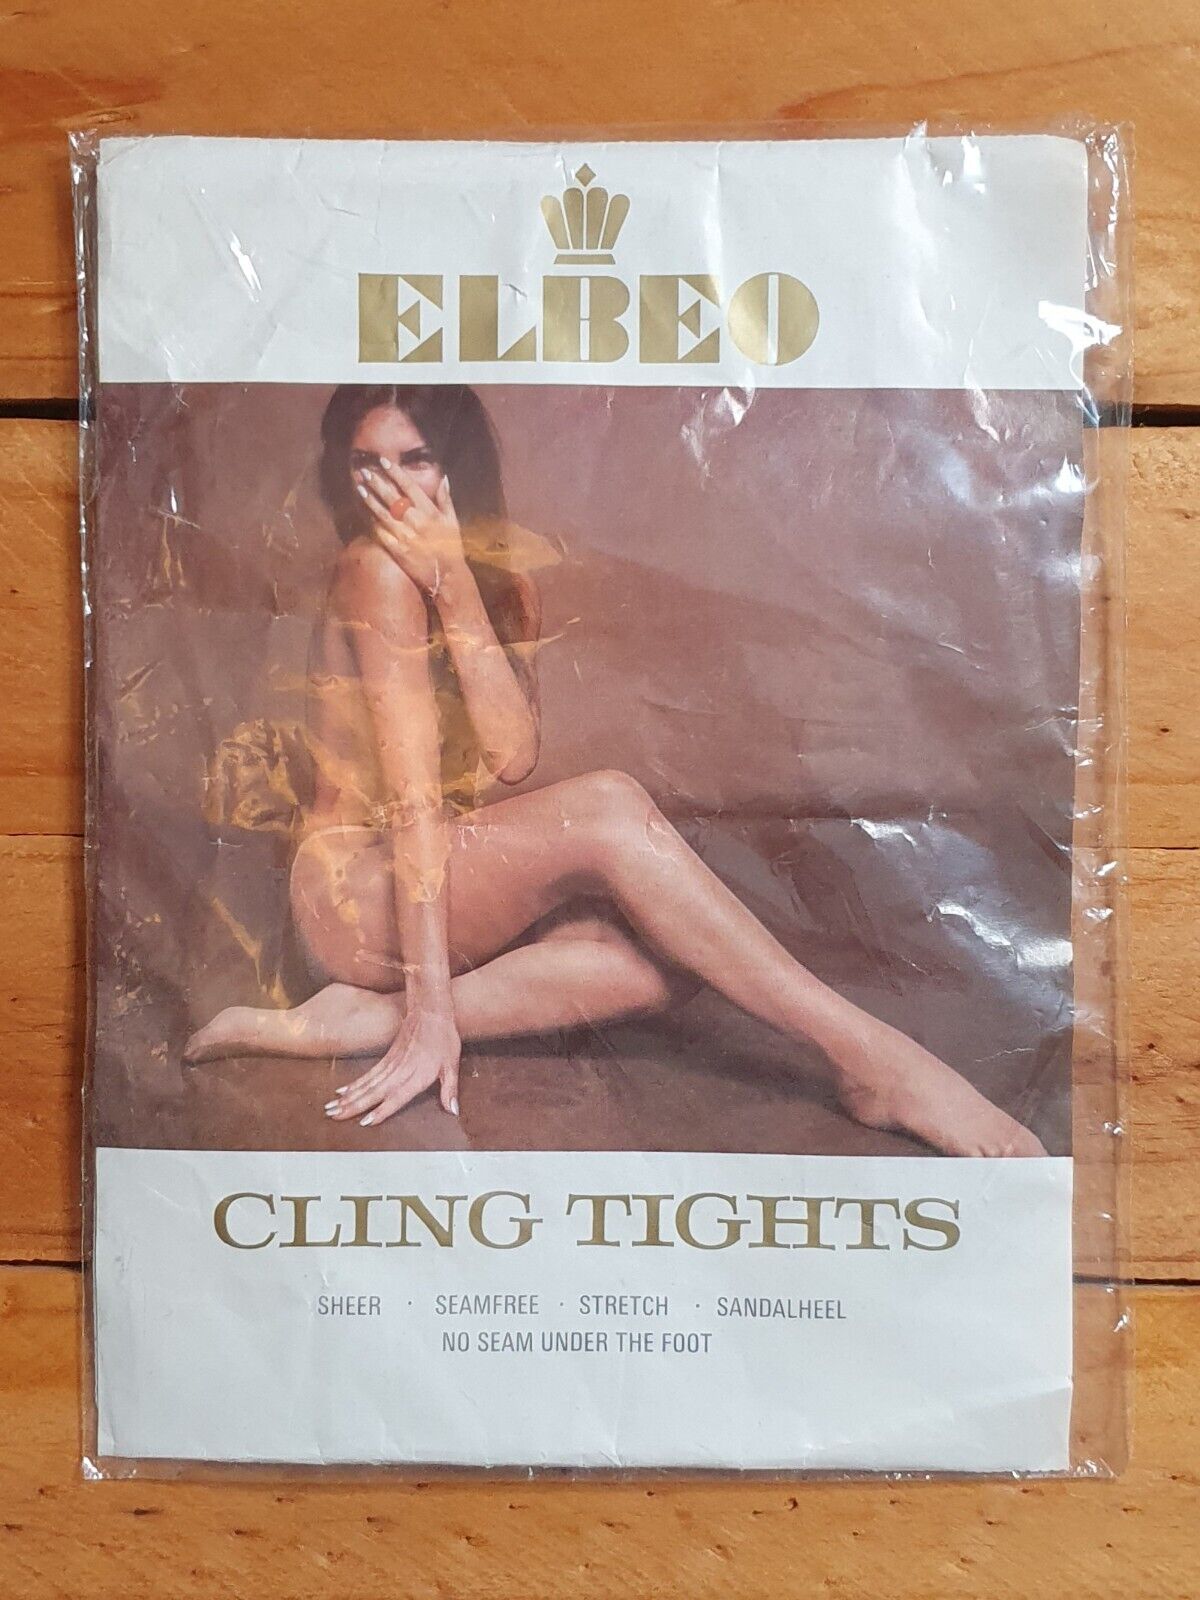 ELBEO
CLING TIGHTS
SHEER · SEAMFREE · STRETCH · SANDALHEEL
NO SEAM UNDER THE FOOT